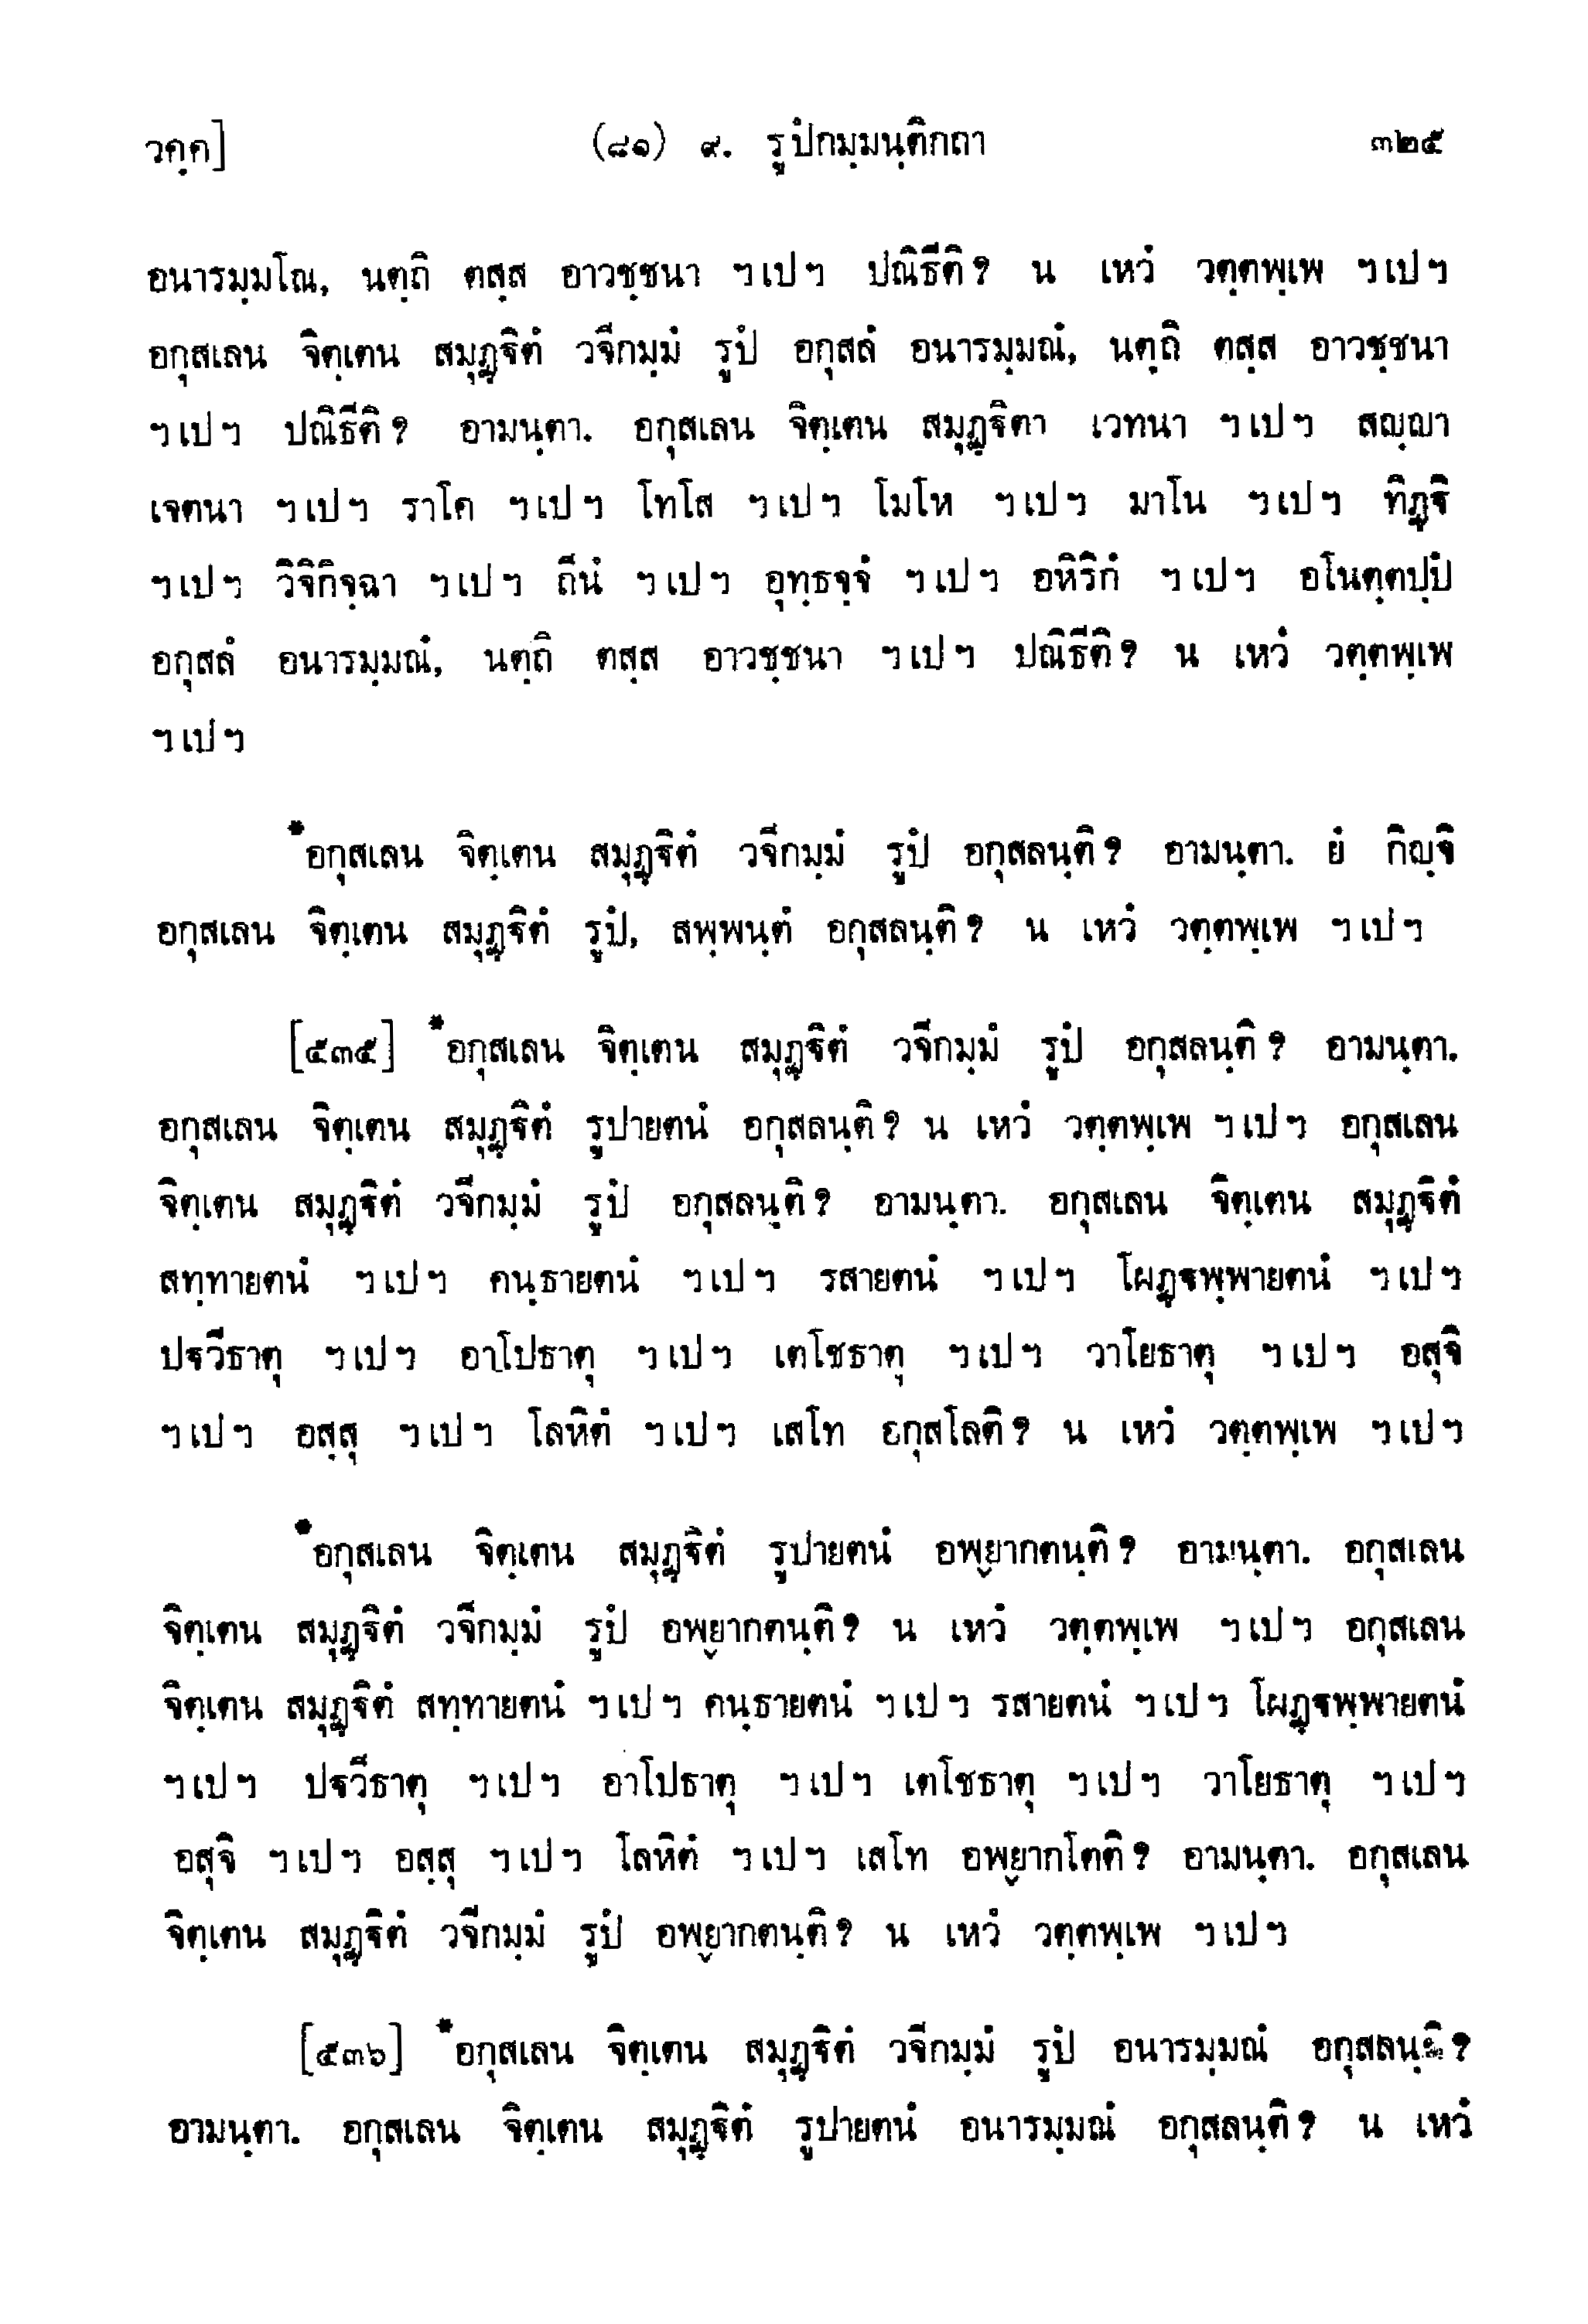 วคฺค]
(๘๑) ๙. รูปํกมฺมนฺติกถา
๓๒๕
อนารมฺมโณ, นตฺถิ ตสฺส อาวชฺชนา ฯเปฯ ปณิธีติ? น เหวํ วตฺตพฺเพ ฯเปฯ
อกุสเลน จิตฺเตน สมุฏฺฐิตํ วจีกมฺมํ รูปํ อกุสลํ อนารมฺมณํ, นตฺถิ ตสฺส อาวชฺชนา
ฯเปฯ ปณิธีติ? อามนฺตา. อกุสเลน จิตฺเตน สมุฏฺฐิตา เวทนา ฯเปฯ สญฺญา
เจตนา ฯเปฯ ราโค ฯเปฯ โทโส ฯเปฯ โมโห ฯเปฯ มาโน ฯเปฯ ทิฏฺฐิ
ฯเปฯ วิจิกิจฺฉา ฯเปฯ ถีนํ ฯเปฯ อุทฺธจฺจํ ฯเปฯ อหิริกํ ฯเปฯ อโนตฺตปฺปํ
อกุสลํ อนารมฺมณํ, นตฺถิ ตสฺส อาวชฺชนา ฯเปฯ ปณิธีติ? น เหวํ วตฺตพฺเพ
ฯเปฯ
*อกุสเลน จิตฺเตน สมุฏฺฐิตํ วจีกมฺมํ รูปํ อกุสลนฺติ? อามนฺตา. ยํ กิญฺจิ
อกุสเลน จิตฺเตน สมุฏฺฐิตํ รูปํ, สพฺพนฺตํ อกุสลนฺติ? น เหวํ วตฺตพฺเพ ฯเปฯ
[๕๓๕] *อกุสเลน จิตฺเตน สมุฏฺฐิตํ วจีกมฺมํ รูปํ อกุสลนฺติ? อามนฺตา.
อกุสเลน จิตฺเตน สมุฏฺฐิตํ รูปายตนํ อกุสลนฺติ? น เหวํ วตฺตพฺเพ ฯเปฯ อกุสเลน
จิตฺเตน สมุฏฺฐิตํ วจีกมฺมํ รูปํ อกุสลนฺติ? อามนฺตา. อกุสเลน จิตฺเตน สมุฏฺฐิตํ
สทฺทายตนํ ฯเปฯ คนฺธายตนํ ฯเปฯ รสายตนํ ฯเปฯ โผฏฺฐพฺพายตนํ ฯเปฯ
ปฐวีธาตุ ฯเปฯ อาโปธาตุ ฯเปฯ เตโชธาตุ ฯเปฯ วาโยธาตุ ฯเปฯ อสุจิ
ฯเปฯ อสฺสุ ฯเปฯ โลหิตํ ฯเปฯ เสโท อกุสโลติ? น เหวํ วตฺตพฺเพ ฯเปฯ
*อกุสเลน จิตฺเตน สมุฏฺฐิตํ รูปายตนํ อพฺยากตนฺติ? อามนฺตา. อกุสเลน
จิตฺเตน สมุฏฺฐิตํ วจีกมฺมํ รูปํ อพฺยากตนฺติ? น เหวํ วตฺตพฺเพ ฯเปฯ อกุสเลน
จิตฺเตน สมุฏฺฐิตํ สทฺทายตนํ ฯเปฯ คนฺธายตนํ ฯเปฯ รสายตนํ ฯเปฯ โผฏฺฐพฺพายตนํ
ฯเปฯ ปฐวีธาตุ ฯเปฯ อาโปธาตุ ฯเปฯ เตโชธาตุ ฯเปฯ วาโยธาตุ ฯเปฯ
อสุจิ ฯเปฯ อสฺสุ ฯเปฯ โลหิตํ ฯเปฯ เสโท อพฺยากโตติ? อามนฺตา. อกุสเลน
จิตฺเตน สมุฏฺฐิตํ วจีกมฺมํ รูปํ อพฺยากตนฺติ? น เหวํ วตฺตพฺเพ ฯเปฯ
[๕๓๖] *อกุสเลน จิตฺเตน สมุฏฺฐิตํ วจีกมฺมํ รูปํ อนารมฺมณํ อกุสลนฺติ?
อามนฺตา. อกุสเลน จิตฺเตน สมุฏฺฐิตํ รูปายตนํ อนารมฺมณํ อกุสลนฺติ? น เหวํ